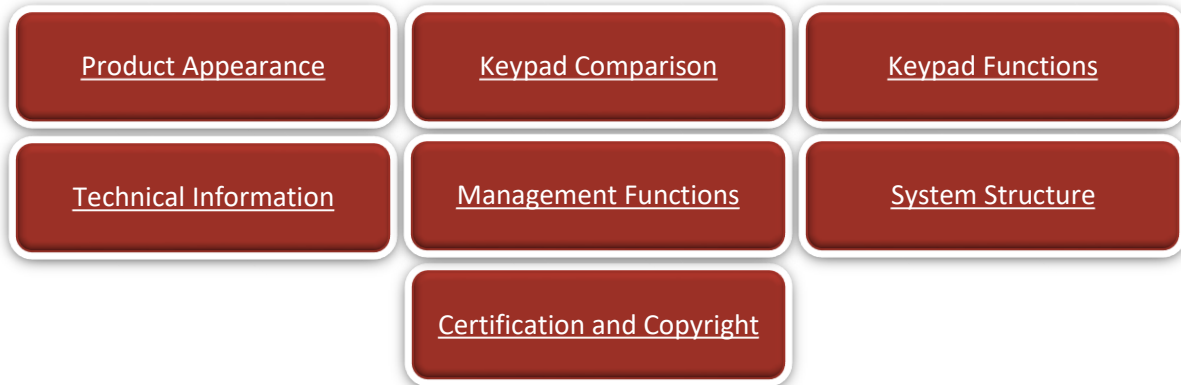 Product Appearance
Keypad Comparison
Keypad Functions
Technical Information
Management Functions
System Structure
Certification and Copyright